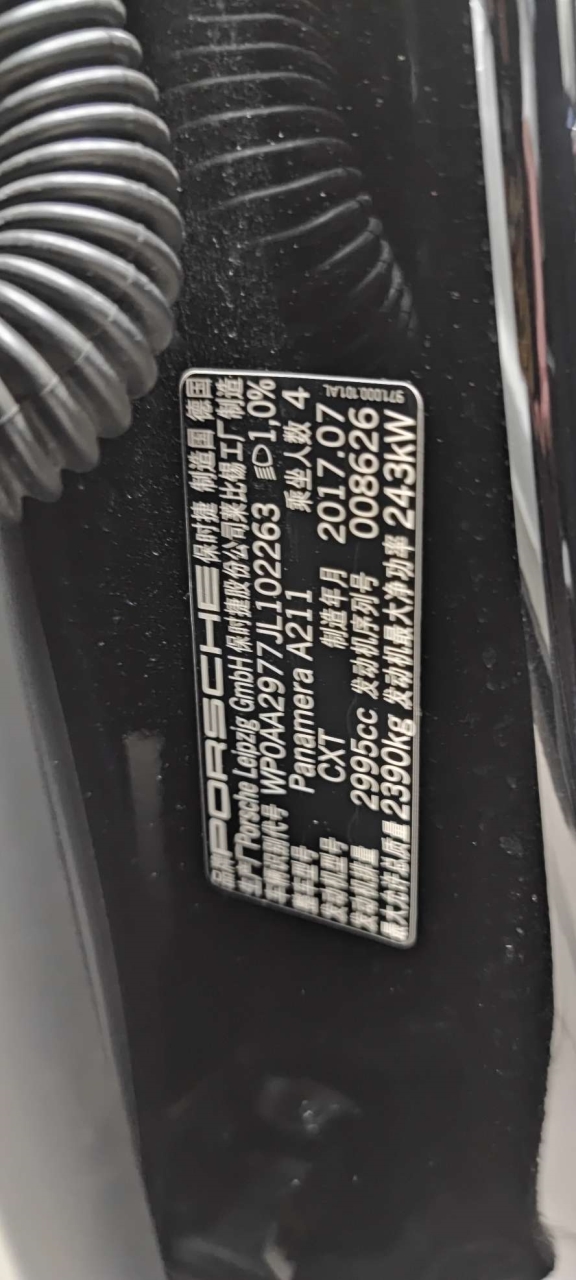 品牌 PORSCHE 保时捷 制造国 德国
生产厂 Porsche Leipzig GmbH 保时捷股份公司莱比锡工厂制造
车辆识别代号 WP0AA2977JL102263 1,0%
整车型号 Panamera A211 乘坐人数 4
发动机型号 CXT 制造年月 2017.07
发动机排量 2995cc 发动机序列号 008626
最大允许总质量 2390kg 发动机最大净功率 243kW
971.000.101.AL